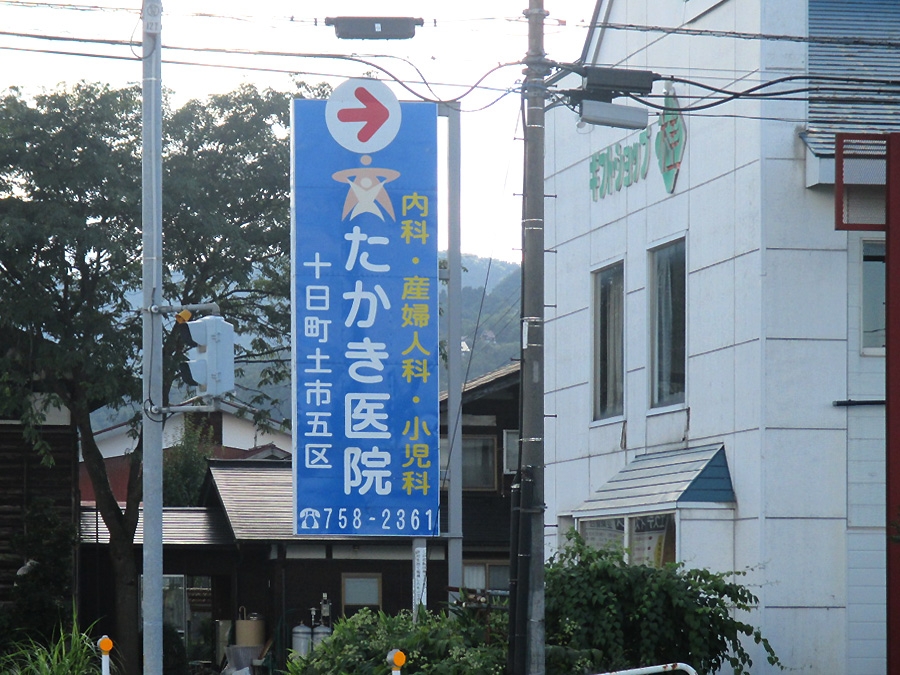 内科・産婦人科・小児科
たかき医院
十日町土市五区
☎758-2361
ギフトショップ